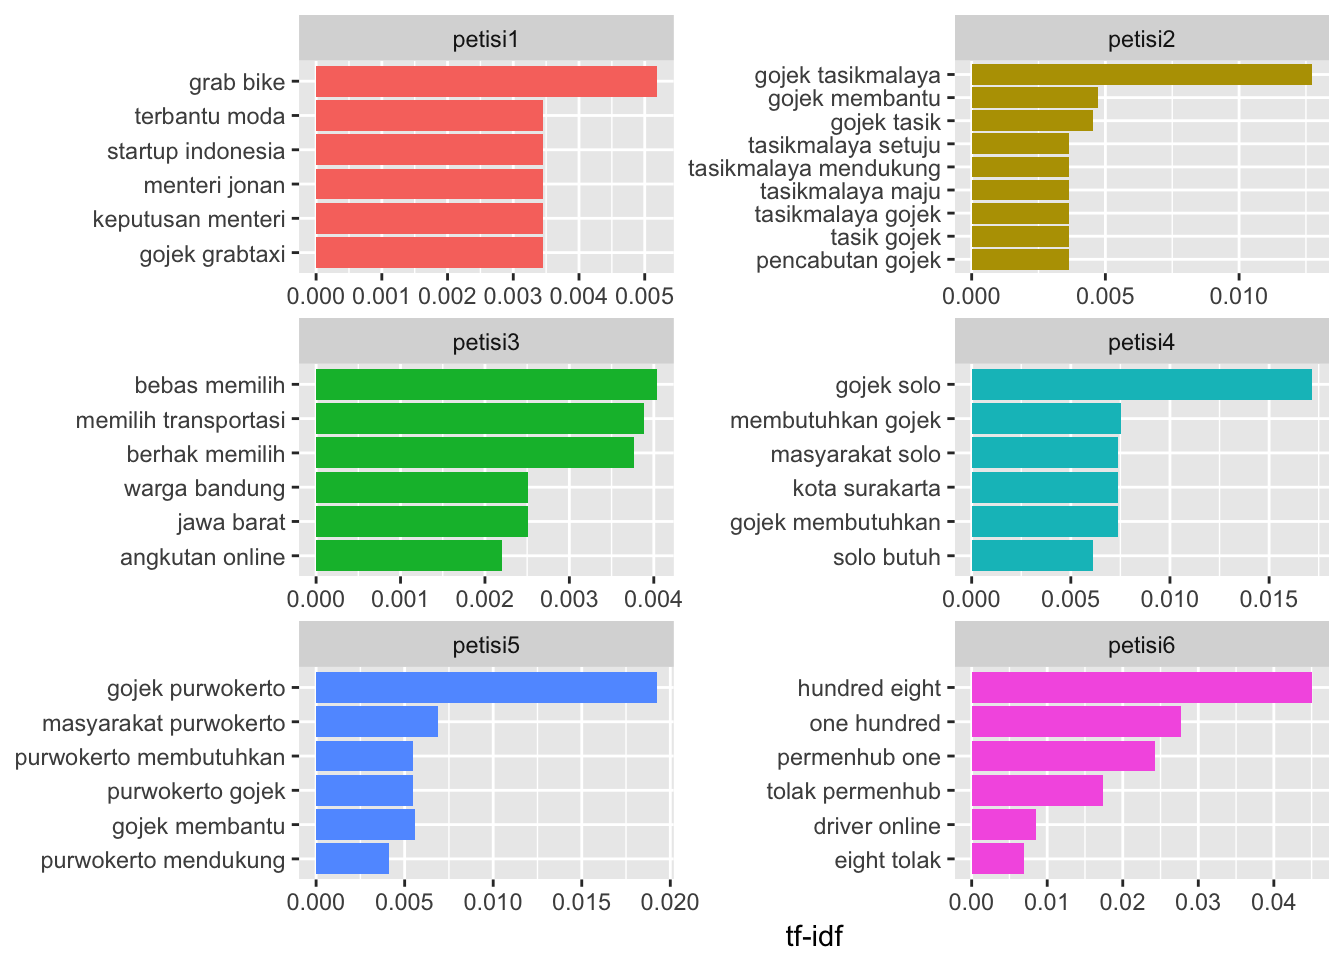 petisi1
grab bike
terbantu moda
startup indonesia
menteri jonan
keputusan menteri
gojek grabtaxi
0.000 0.001 0.002 0.003 0.004 0.005
petisi2
gojek tasikmalaya
gojek membantu
gojek tasik
tasikmalaya setuju
tasikmalaya mendukung
tasikmalaya maju
tasikmalaya gojek
tasik gojek
pencabutan gojek
0.000 0.005 0.010
petisi3
bebas memilih
memilih transportasi
berhak memilih
warga bandung
jawa barat
angkutan online
0.000 0.001 0.002 0.003 0.004
petisi4
gojek solo
membutuhkan gojek
masyarakat solo
kota surakarta
gojek membutuhkan
solo butuh
0.000 0.005 0.010 0.015
petisi5
gojek purwokerto
masyarakat purwokerto
purwokerto membutuhkan
purwokerto gojek
gojek membantu
purwokerto mendukung
0.000 0.005 0.010 0.015 0.020
petisi6
hundred eight
one hundred
permenhub one
tolak permenhub
driver online
eight tolak
0.00 0.01 0.02 0.03 0.04
tf-idf